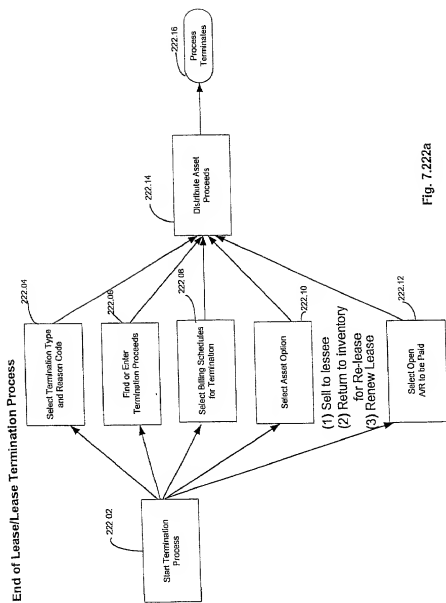 End of Lease/Lease Termination Process
222.02
Start Termination
Process
222.04
Select Termination Type
and Reason Code
222.06
Find or Enter
Termination Proceeds
222.08
Select Billing Schedules
for Termination
Select Asset Option
222.10
(1) Sell to lessee
(2) Return to inventory
for Re-lease
(3) Renew Lease
222.12
Select Open
A/R to be Paid
222.14
Distribute Asset
Proceeds
222.16
Process
Terminates
Fig. 7.222a